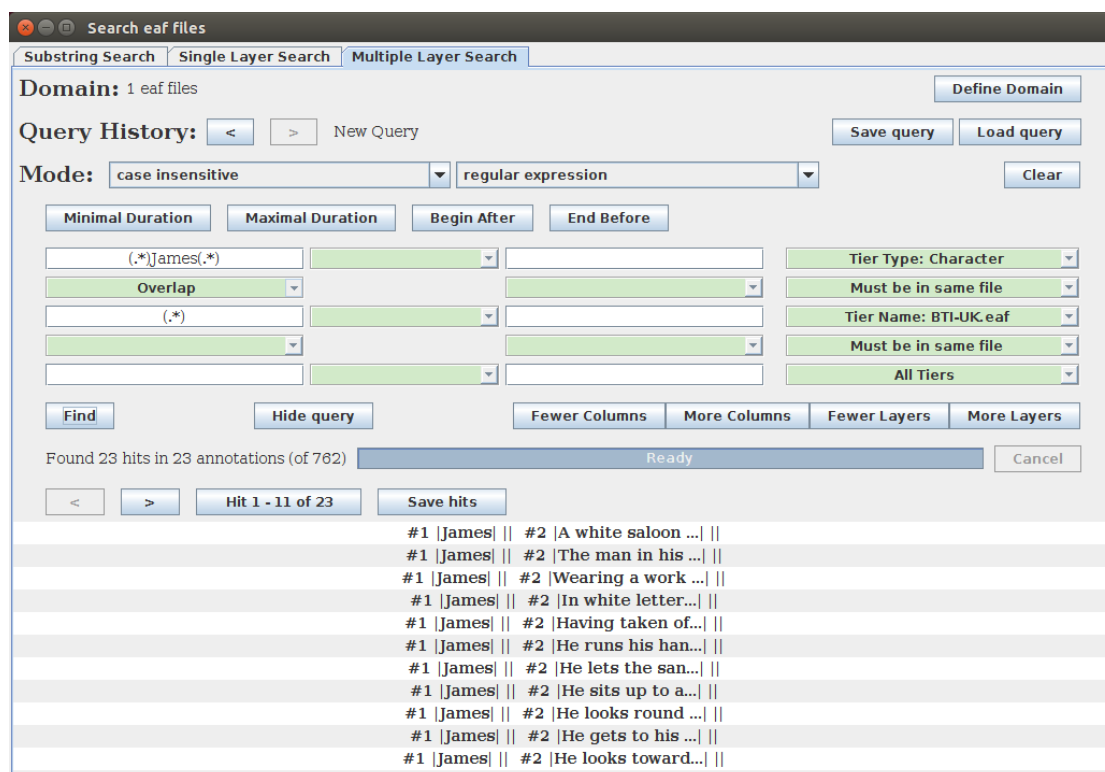 Search eaf files
Substring Search Single Layer Search Multiple Layer Search
Domain: 1 eaf files Define Domain
Query History: < > New Query Save query Load query
Mode: case insensitive regular expression Clear
Minimal Duration Maximal Duration Begin After End Before
(.*)James(.*) Tier Type: Character
Overlap Must be in same file
(.*) Tier Name: BTI-UK.eaf
Must be in same file
All Tiers
Find Hide query Fewer Columns More Columns Fewer Layers More Layers
Found 23 hits in 23 annotations (of 762) Ready Cancel
< > Hit 1 - 11 of 23 Save hits
#1 |James| || #2 |A white saloon ...| ||
#1 |James| || #2 |The man in his ...| ||
#1 |James| || #2 |Wearing a work ...| ||
#1 |James| || #2 |In white letter...| ||
#1 |James| || #2 |Having taken of...| ||
#1 |James| || #2 |He runs his han...| ||
#1 |James| || #2 |He lets the san...| ||
#1 |James| || #2 |He sits up to a...| ||
#1 |James| || #2 |He looks round ...| ||
#1 |James| || #2 |He gets to his ...| ||
#1 |James| || #2 |He looks toward...| ||